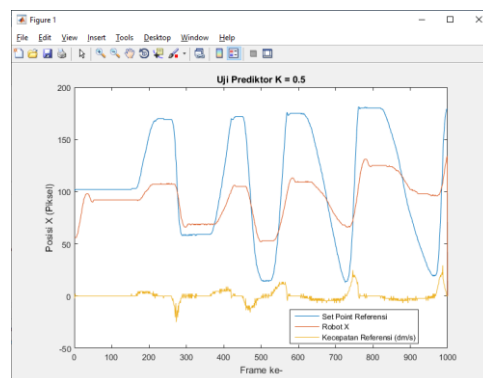 Figure 1
File Edit View Insert Tools Desktop Window Help
Uji Prediktor K = 0.5
200
150
100
50
0
-50
Posisi X (Piksel)
0 100 200 300 400 500 600 700 800 900 1000
Frame ke-
Set Point Referensi
Robot X
Kecepatan Referensi (dm/s)